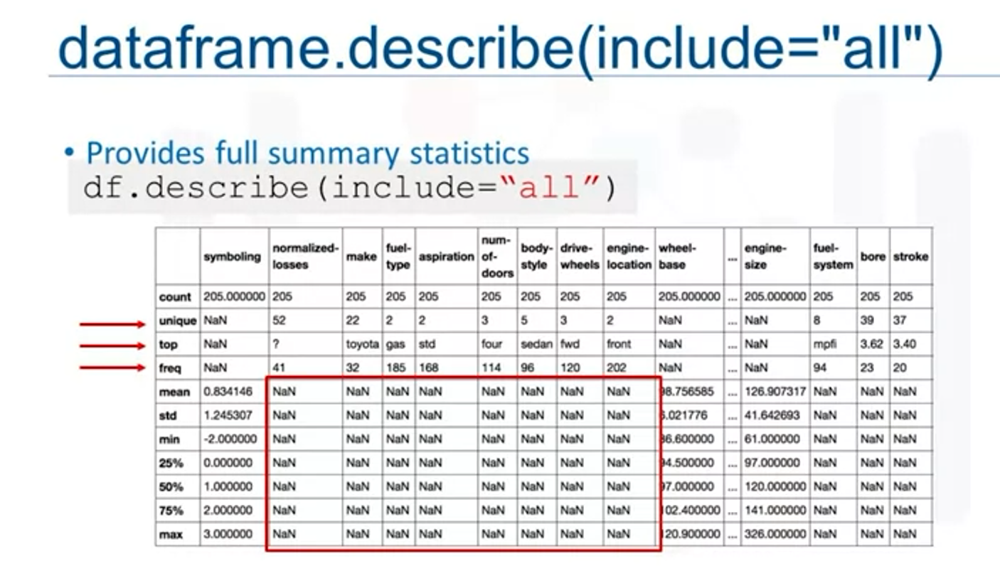 dataframe.describe(include="all")
• Provides full summary statistics
df.describe(include=“all”)
symboling normalized-losses make fuel-type aspiration num-of-doors body-style drive-wheels engine-location wheel-base ... engine-size fuel-system bore stroke
count 205.000000 205 205 205 205 205 205 205 205 205.000000 ... 205.000000 205 205 205
unique NaN 52 22 2 2 3 5 3 2 NaN ... NaN 8 39 37
top NaN ? toyota gas std four sedan fwd front NaN ... NaN mpfi 3.62 3.40
freq NaN 41 32 185 168 114 96 120 202 NaN ... NaN 94 23 20
mean 0.834146 NaN NaN NaN NaN NaN NaN NaN NaN 98.756585 ... 126.907317 NaN NaN NaN
std 1.245307 NaN NaN NaN NaN NaN NaN NaN NaN 6.021776 ... 41.642693 NaN NaN NaN
min -2.000000 NaN NaN NaN NaN NaN NaN NaN NaN 86.600000 ... 61.000000 NaN NaN NaN
25% 0.000000 NaN NaN NaN NaN NaN NaN NaN NaN 94.500000 ... 97.000000 NaN NaN NaN
50% 1.000000 NaN NaN NaN NaN NaN NaN NaN NaN 97.000000 ... 120.000000 NaN NaN NaN
75% 2.000000 NaN NaN NaN NaN NaN NaN NaN NaN 102.400000 ... 141.000000 NaN NaN NaN
max 3.000000 NaN NaN NaN NaN NaN NaN NaN NaN 120.900000 ... 326.000000 NaN NaN NaN